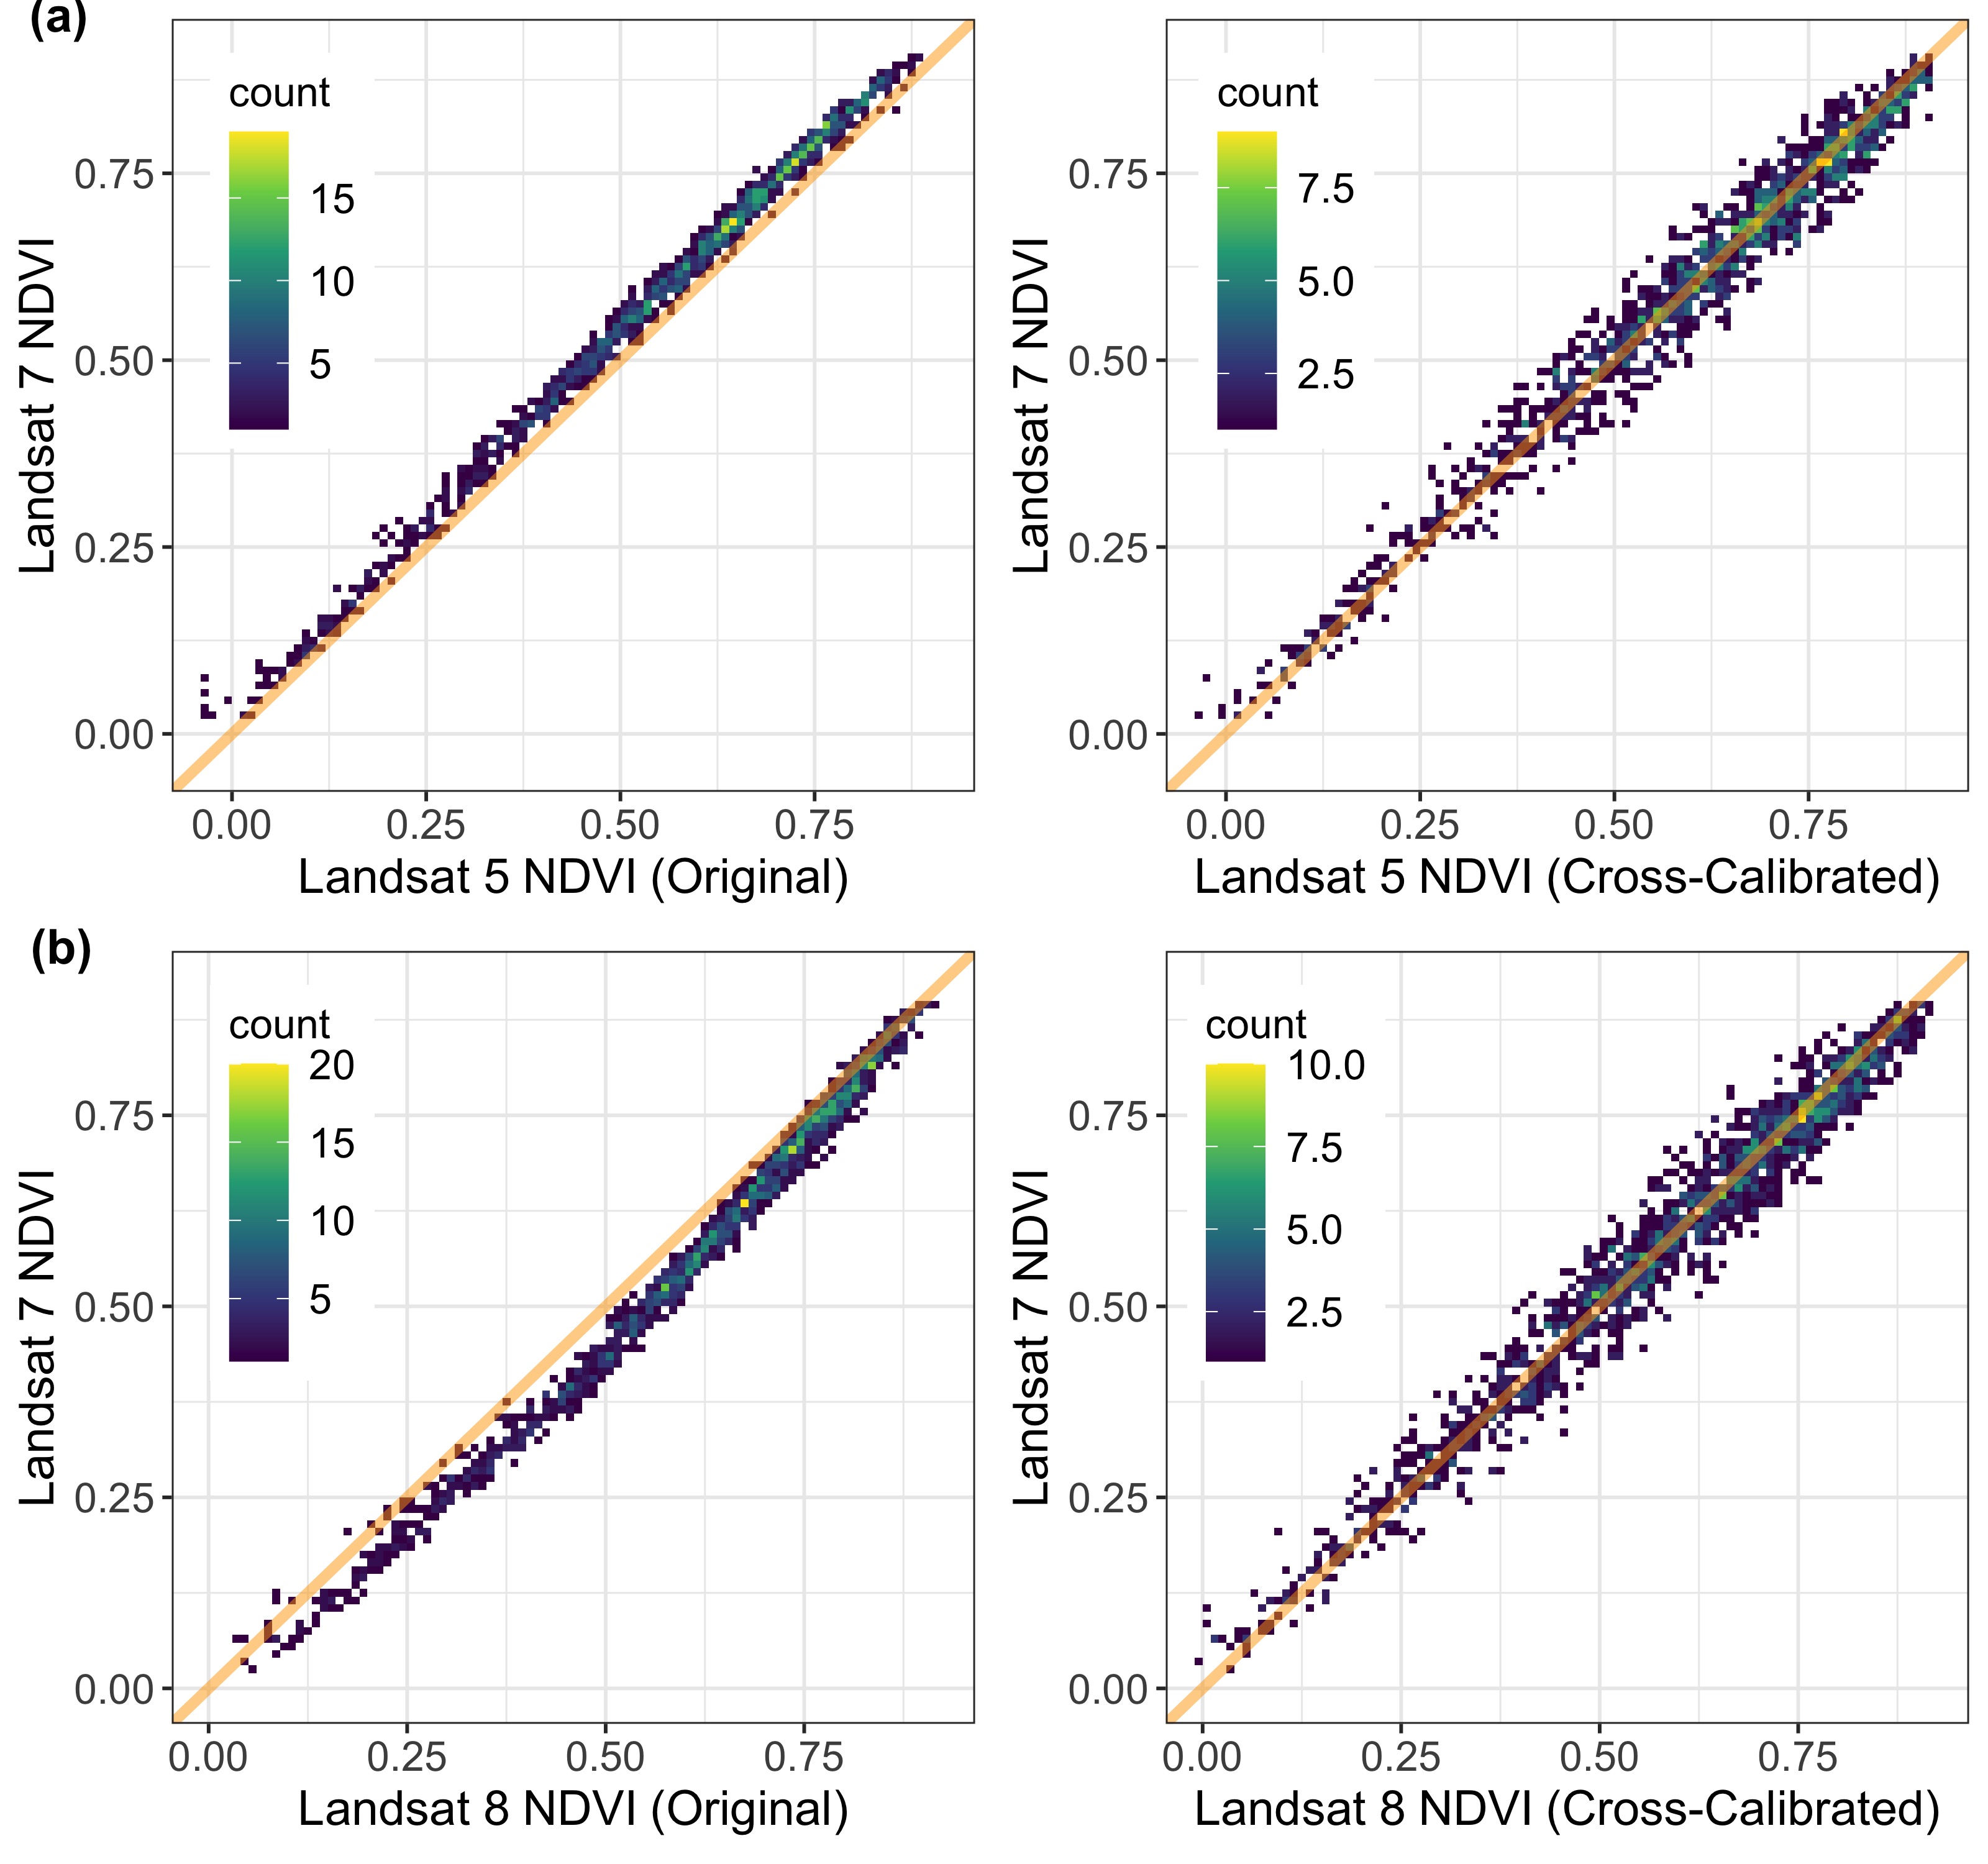 (a)
count
15
10
5
0.75
0.50
0.25
0.00
Landsat 7 NDVI
0.00 0.25 0.50 0.75
Landsat 5 NDVI (Original)
count
7.5
5.0
2.5
0.75
0.50
0.25
0.00
Landsat 7 NDVI
0.00 0.25 0.50 0.75
Landsat 5 NDVI (Cross-Calibrated)
(b)
count
20
15
10
5
0.75
0.50
0.25
0.00
Landsat 7 NDVI
0.00 0.25 0.50 0.75
Landsat 8 NDVI (Original)
count
10.0
7.5
5.0
2.5
0.75
0.50
0.25
0.00
Landsat 7 NDVI
0.00 0.25 0.50 0.75
Landsat 8 NDVI (Cross-Calibrated)